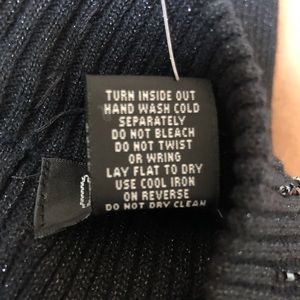 TURN INSIDE OUT
HAND WASH COLD
SEPARATELY
DO NOT BLEACH
DO NOT TWIST
OR WRING
LAY FLAT TO DRY
USE COOL IRON
ON REVERSE
DO NOT DRY CLEAN